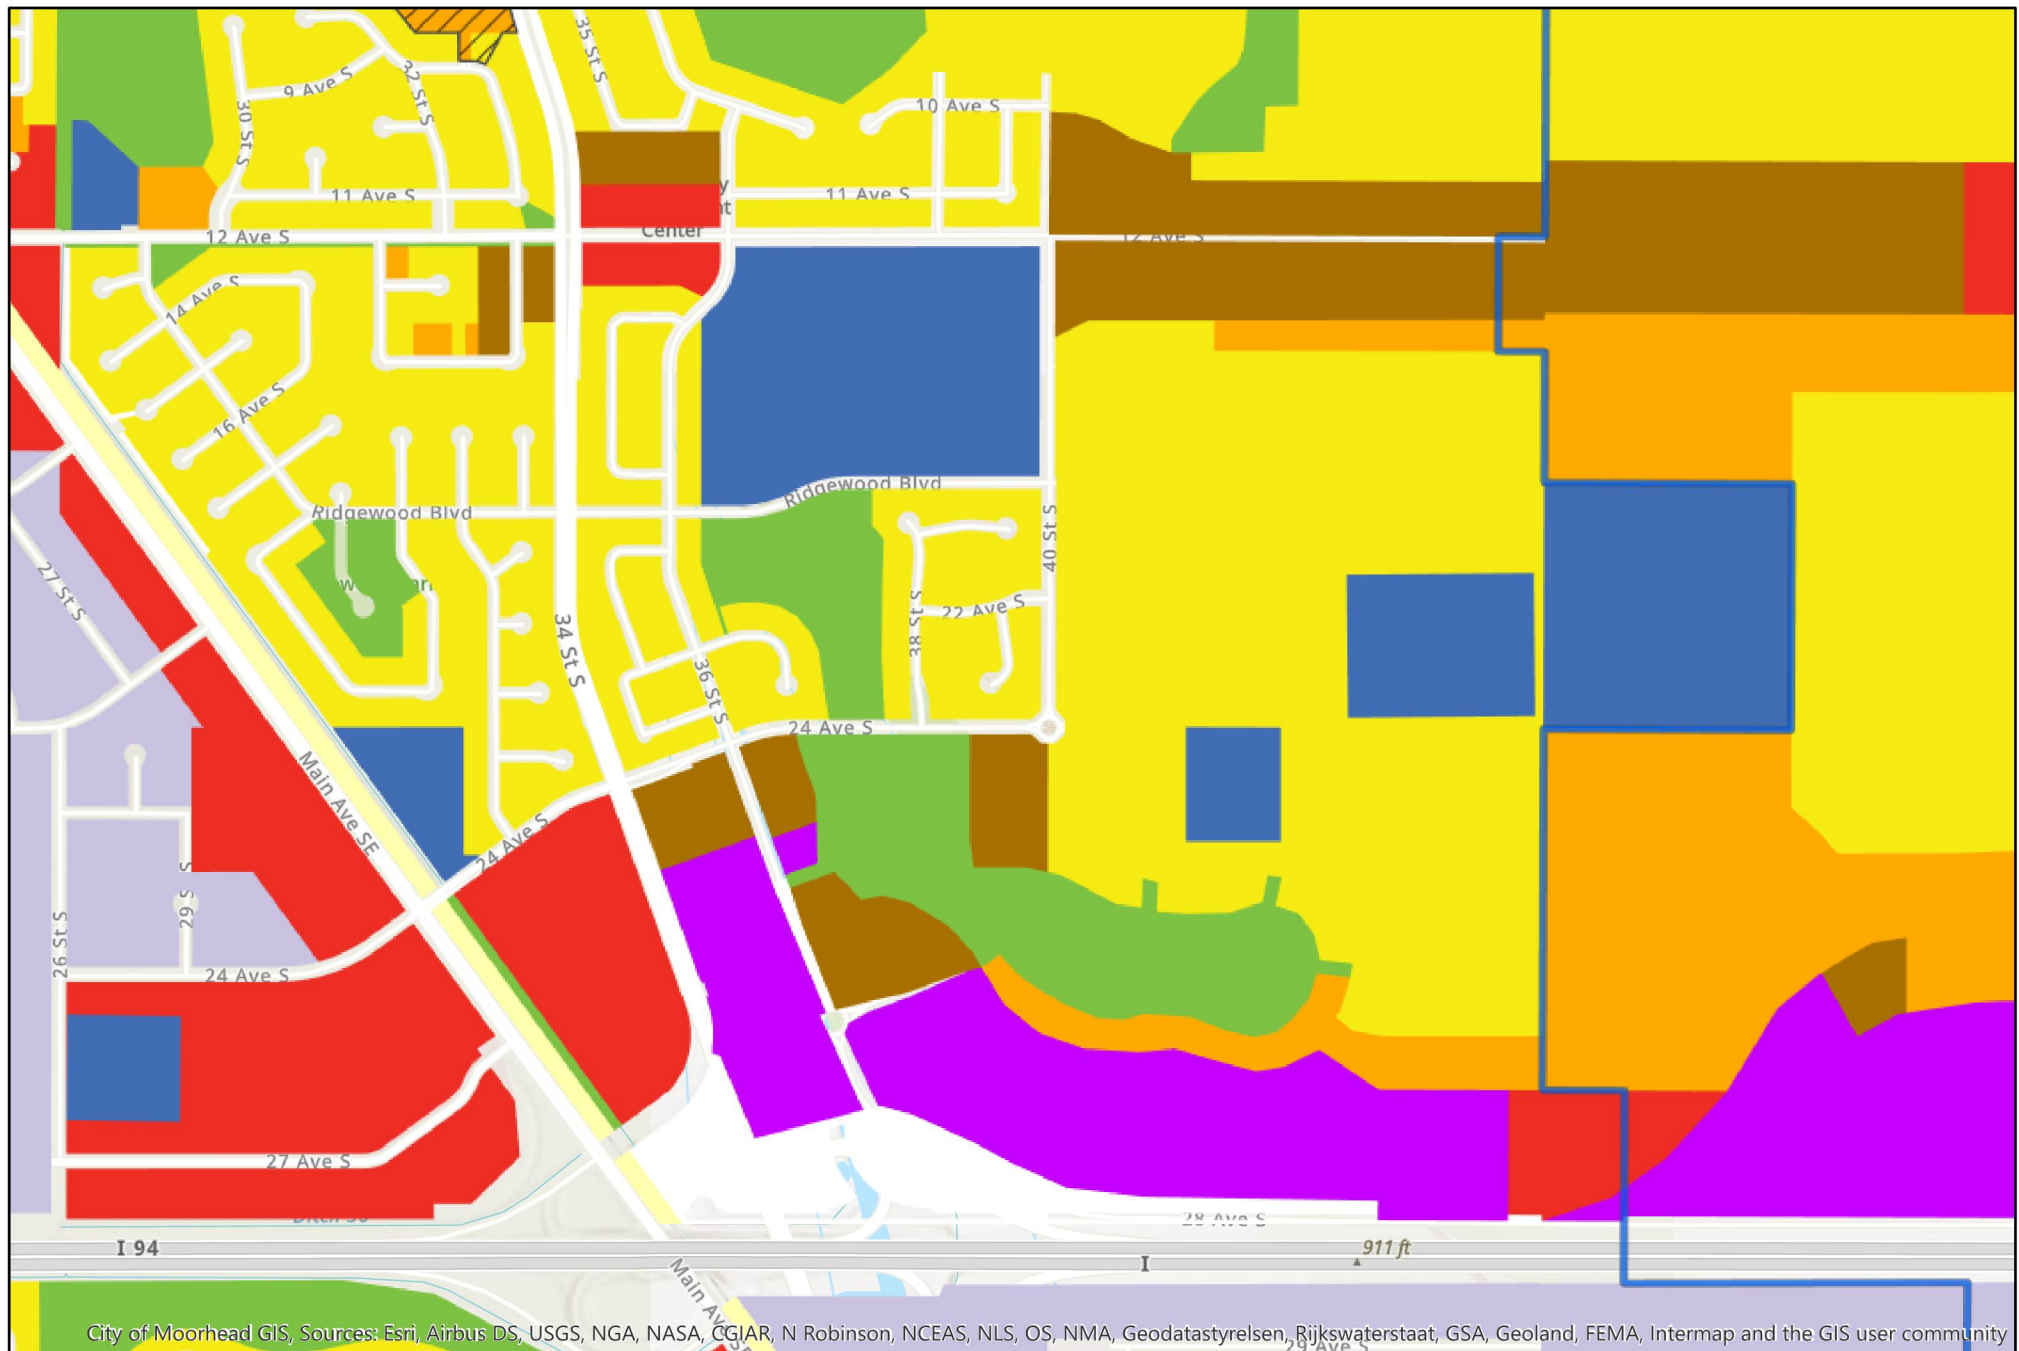 35 St S
9 Ave S
32 St S
30 St S
10 Ave S
11 Ave S
11 Ave S
12 Ave S
Center
12 Ave S
14 Ave S
16 Ave S
Ridgewood Blvd
Ridgewood Blvd
40 St S
27 St S
34 St S
38 St S
22 Ave S
36 St S
24 Ave S
Main Ave SE
24 Ave S
29 S
26 St S
24 Ave S
27 Ave S
28 Ave S
I 94
I
911 ft
Main Ave S
City of Moorhead GIS, Sources: Esri, Airbus DS, USGS, NGA, NASA, CGIAR, N Robinson, NCEAS, NLS, OS, NMA, Geodatastyrelsen, Rijkswaterstaat, GSA, Geoland, FEMA, Intermap and the GIS user community
29 Ave S